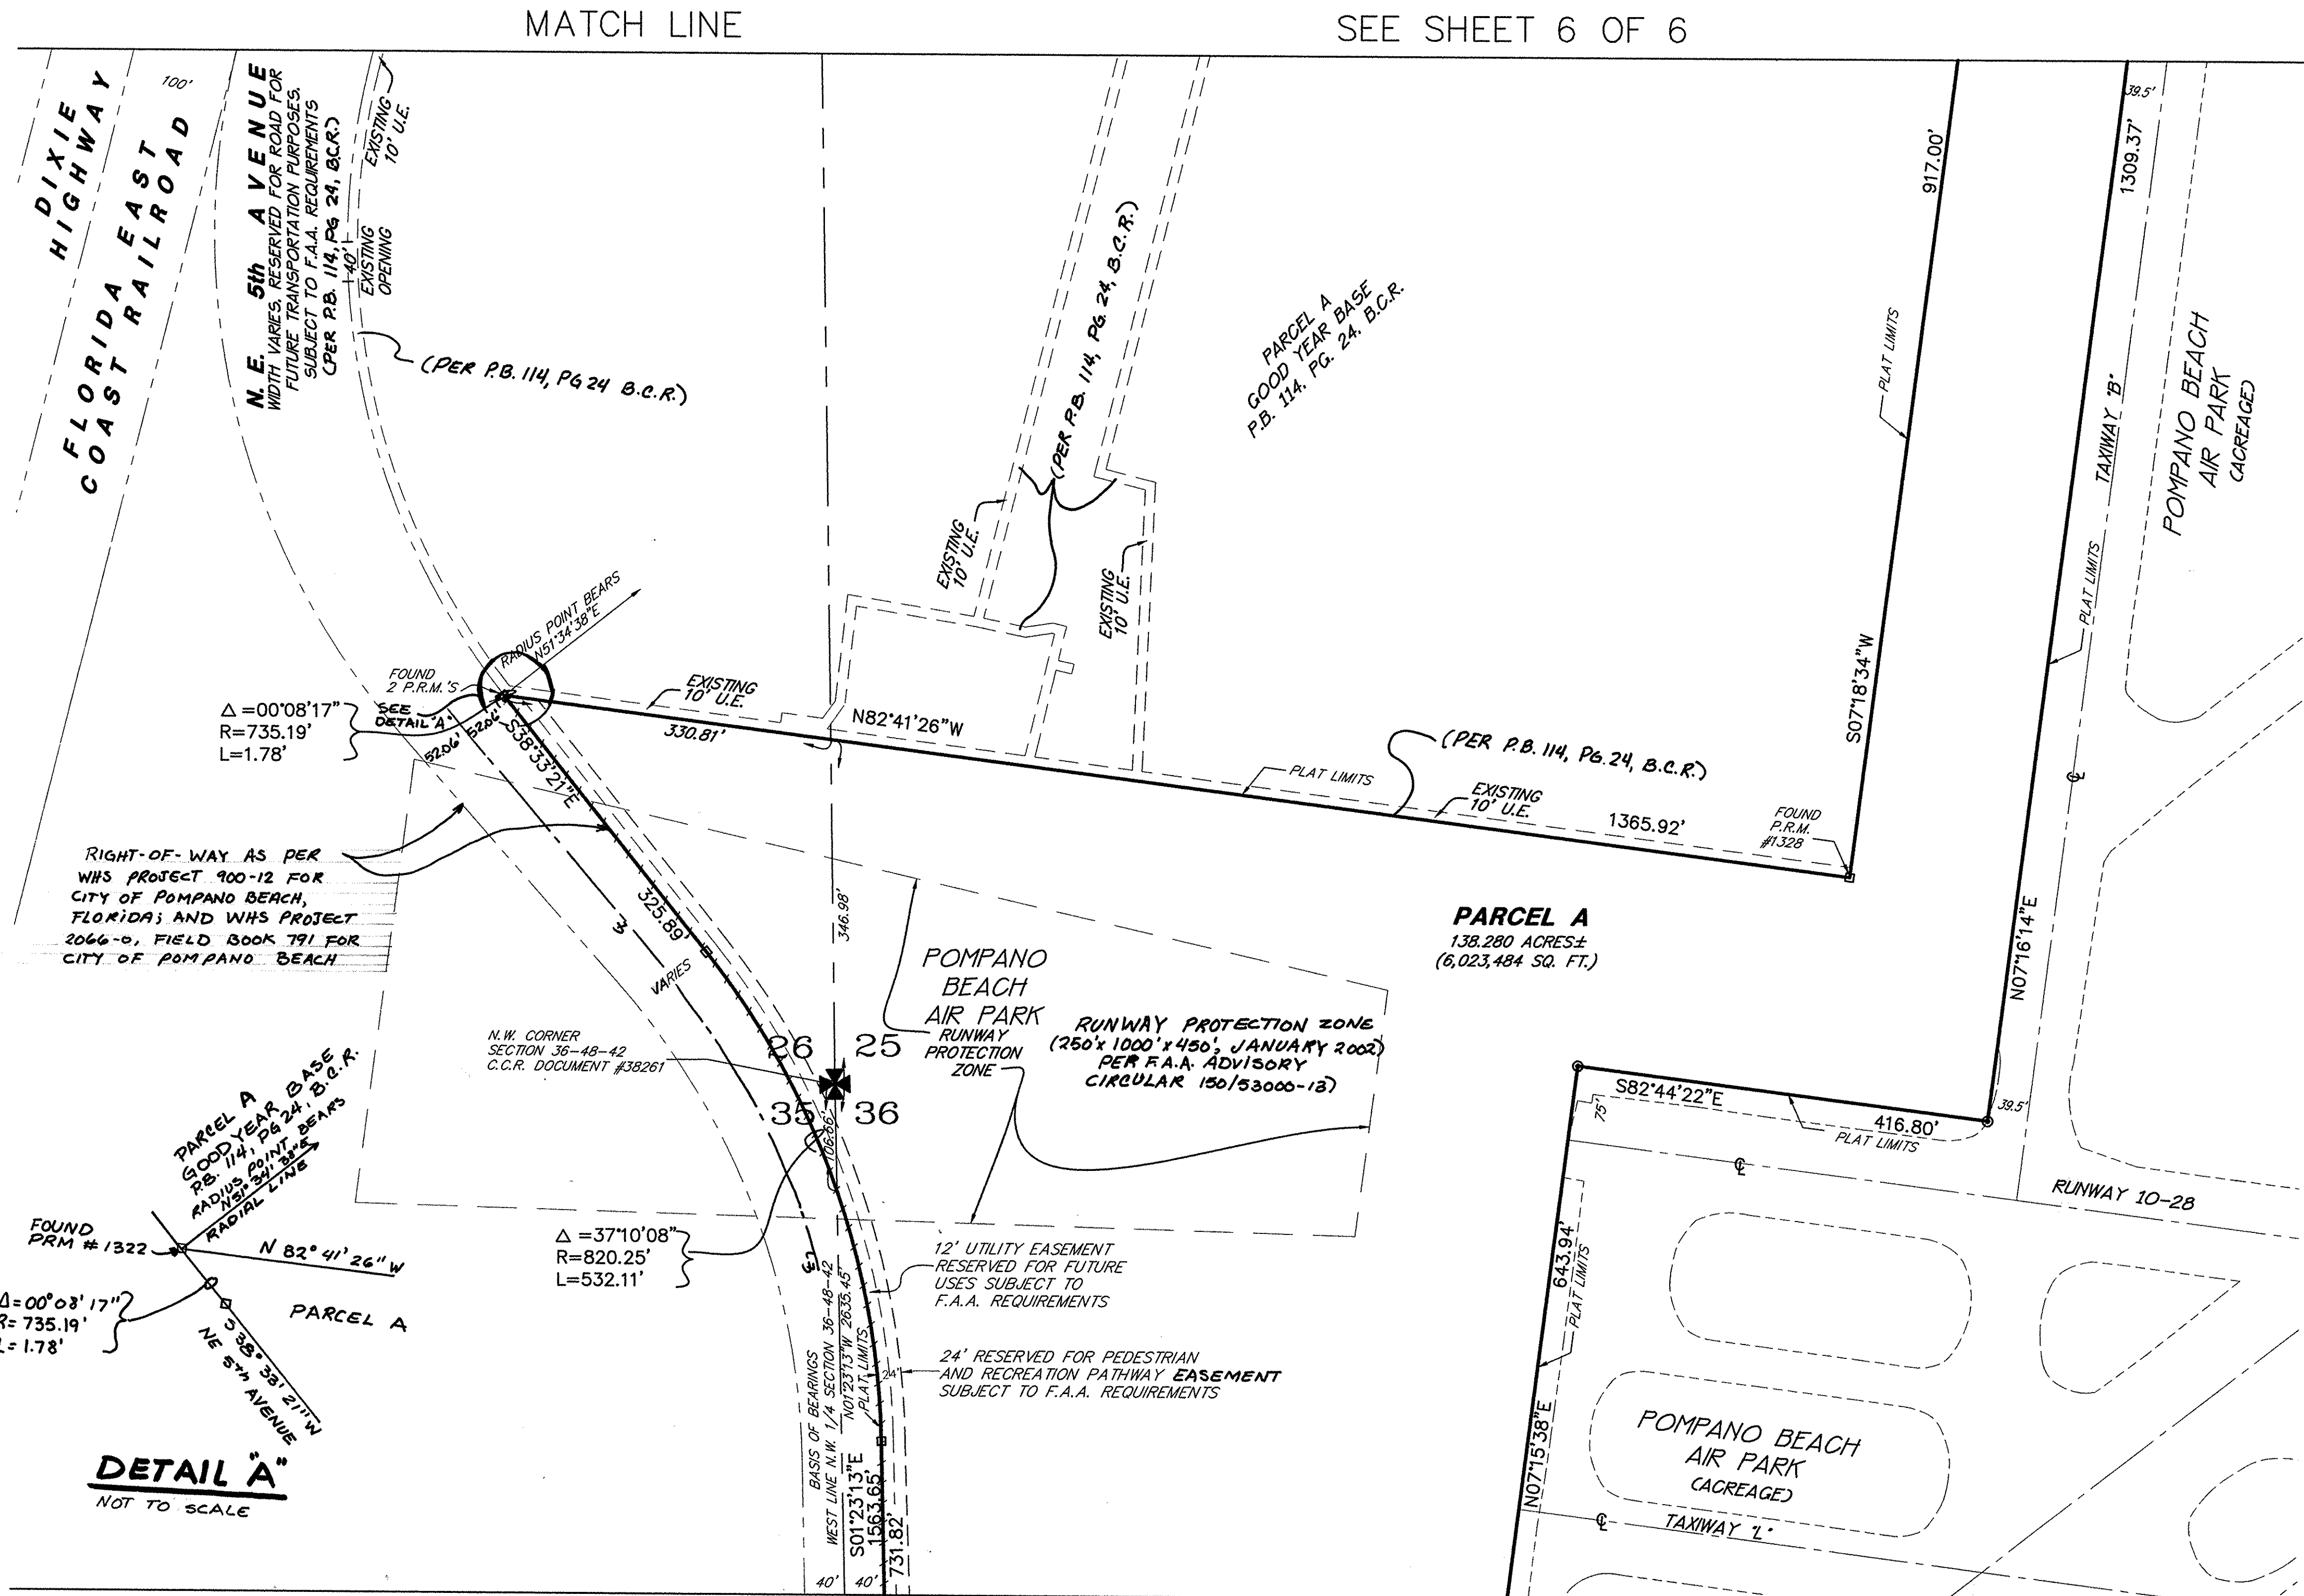 MATCH LINE
SEE SHEET 6 OF 6
DIXIE
HIGHWAY
100'
FLORIDA EAST
COAST RAILROAD
N. E. 5th AVENUE
WIDTH VARIES. RESERVED FOR ROAD FOR
FUTURE TRANSPORTATION PURPOSES.
SUBJECT TO F.A.A. REQUIREMENTS
(PER P.B. 114, PG 24, B.C.R.)
EXISTING
10' U.E.
40'
EXISTING
OPENING
(PER P.B. 114, PG 24 B.C.R.)
(PER P.B. 114, PG. 24, B.C.R.)
PARCEL A
GOOD YEAR BASE
P.B. 114. PG. 24. B.C.R.
917.00'
PLAT LIMITS
S07°18'34"W
39.5'
1309.37'
TAXIWAY "B"
PLAT LIMITS
N07°16'14"E
POMPANO BEACH
AIR PARK
(ACREAGE)
EXISTING
10' U.E.
EXISTING
10' U.E.
RADIUS POINT BEARS
N51°34'38"E
FOUND
2 P.R.M.'S
SEE
DETAIL "A"
Δ =00°08'17"
R=735.19'
L=1.78'
52.06'
52.06'
S38°33'21"E
325.89'
VARIES
EXISTING
10' U.E.
330.81'
N82°41'26"W
PLAT LIMITS
(PER P.B. 114, PG. 24, B.C.R.)
EXISTING
10' U.E.
1365.92'
FOUND
P.R.M.
#1328
RIGHT-OF-WAY AS PER
WHS PROJECT 900-12 FOR
CITY OF POMPANO BEACH,
FLORIDA; AND WHS PROJECT
2066-0, FIELD BOOK 791 FOR
CITY OF POMPANO BEACH
346.98'
PARCEL A
138.280 ACRES±
(6,023,484 SQ. FT.)
POMPANO
BEACH
AIR PARK
RUNWAY
PROTECTION
ZONE
RUNWAY PROTECTION ZONE
(250' x 1000' x 450', JANUARY 2002)
PER F.A.A. ADVISORY
CIRCULAR 150/53000-13)
N.W. CORNER
SECTION 36-48-42
C.C.R. DOCUMENT #38261
26 25
35 36
106.66'
S82°44'22"E
416.80'
PLAT LIMITS
39.5'
75'
RUNWAY 10-28
643.94'
PLAT LIMITS
N07°15'38"E
PARCEL A
GOOD YEAR BASE
P.B. 114, PG 24, B.C.R.
RADIUS POINT BEARS
N51°34'38"E
RADIAL LINE
FOUND
PRM #1322
N 82° 41' 26" W
Δ=00°08'17"
R= 735.19'
L= 1.78'
PARCEL A
S 38° 33' 21" W
NE 5th AVENUE
DETAIL "A"
NOT TO SCALE
Δ =37°10'08"
R=820.25'
L=532.11'
12' UTILITY EASEMENT
RESERVED FOR FUTURE
USES SUBJECT TO
F.A.A. REQUIREMENTS
24' RESERVED FOR PEDESTRIAN
AND RECREATION PATHWAY EASEMENT
SUBJECT TO F.A.A. REQUIREMENTS
24'
BASIS OF BEARINGS
WEST LINE N.W. 1/4 SECTION 36-48-42
N01°23'13"W 2635.45'
PLAT LIMITS
S01°23'13"E
1563.65'
731.82'
40' 40'
POMPANO BEACH
AIR PARK
(ACREAGE)
TAXIWAY "L"